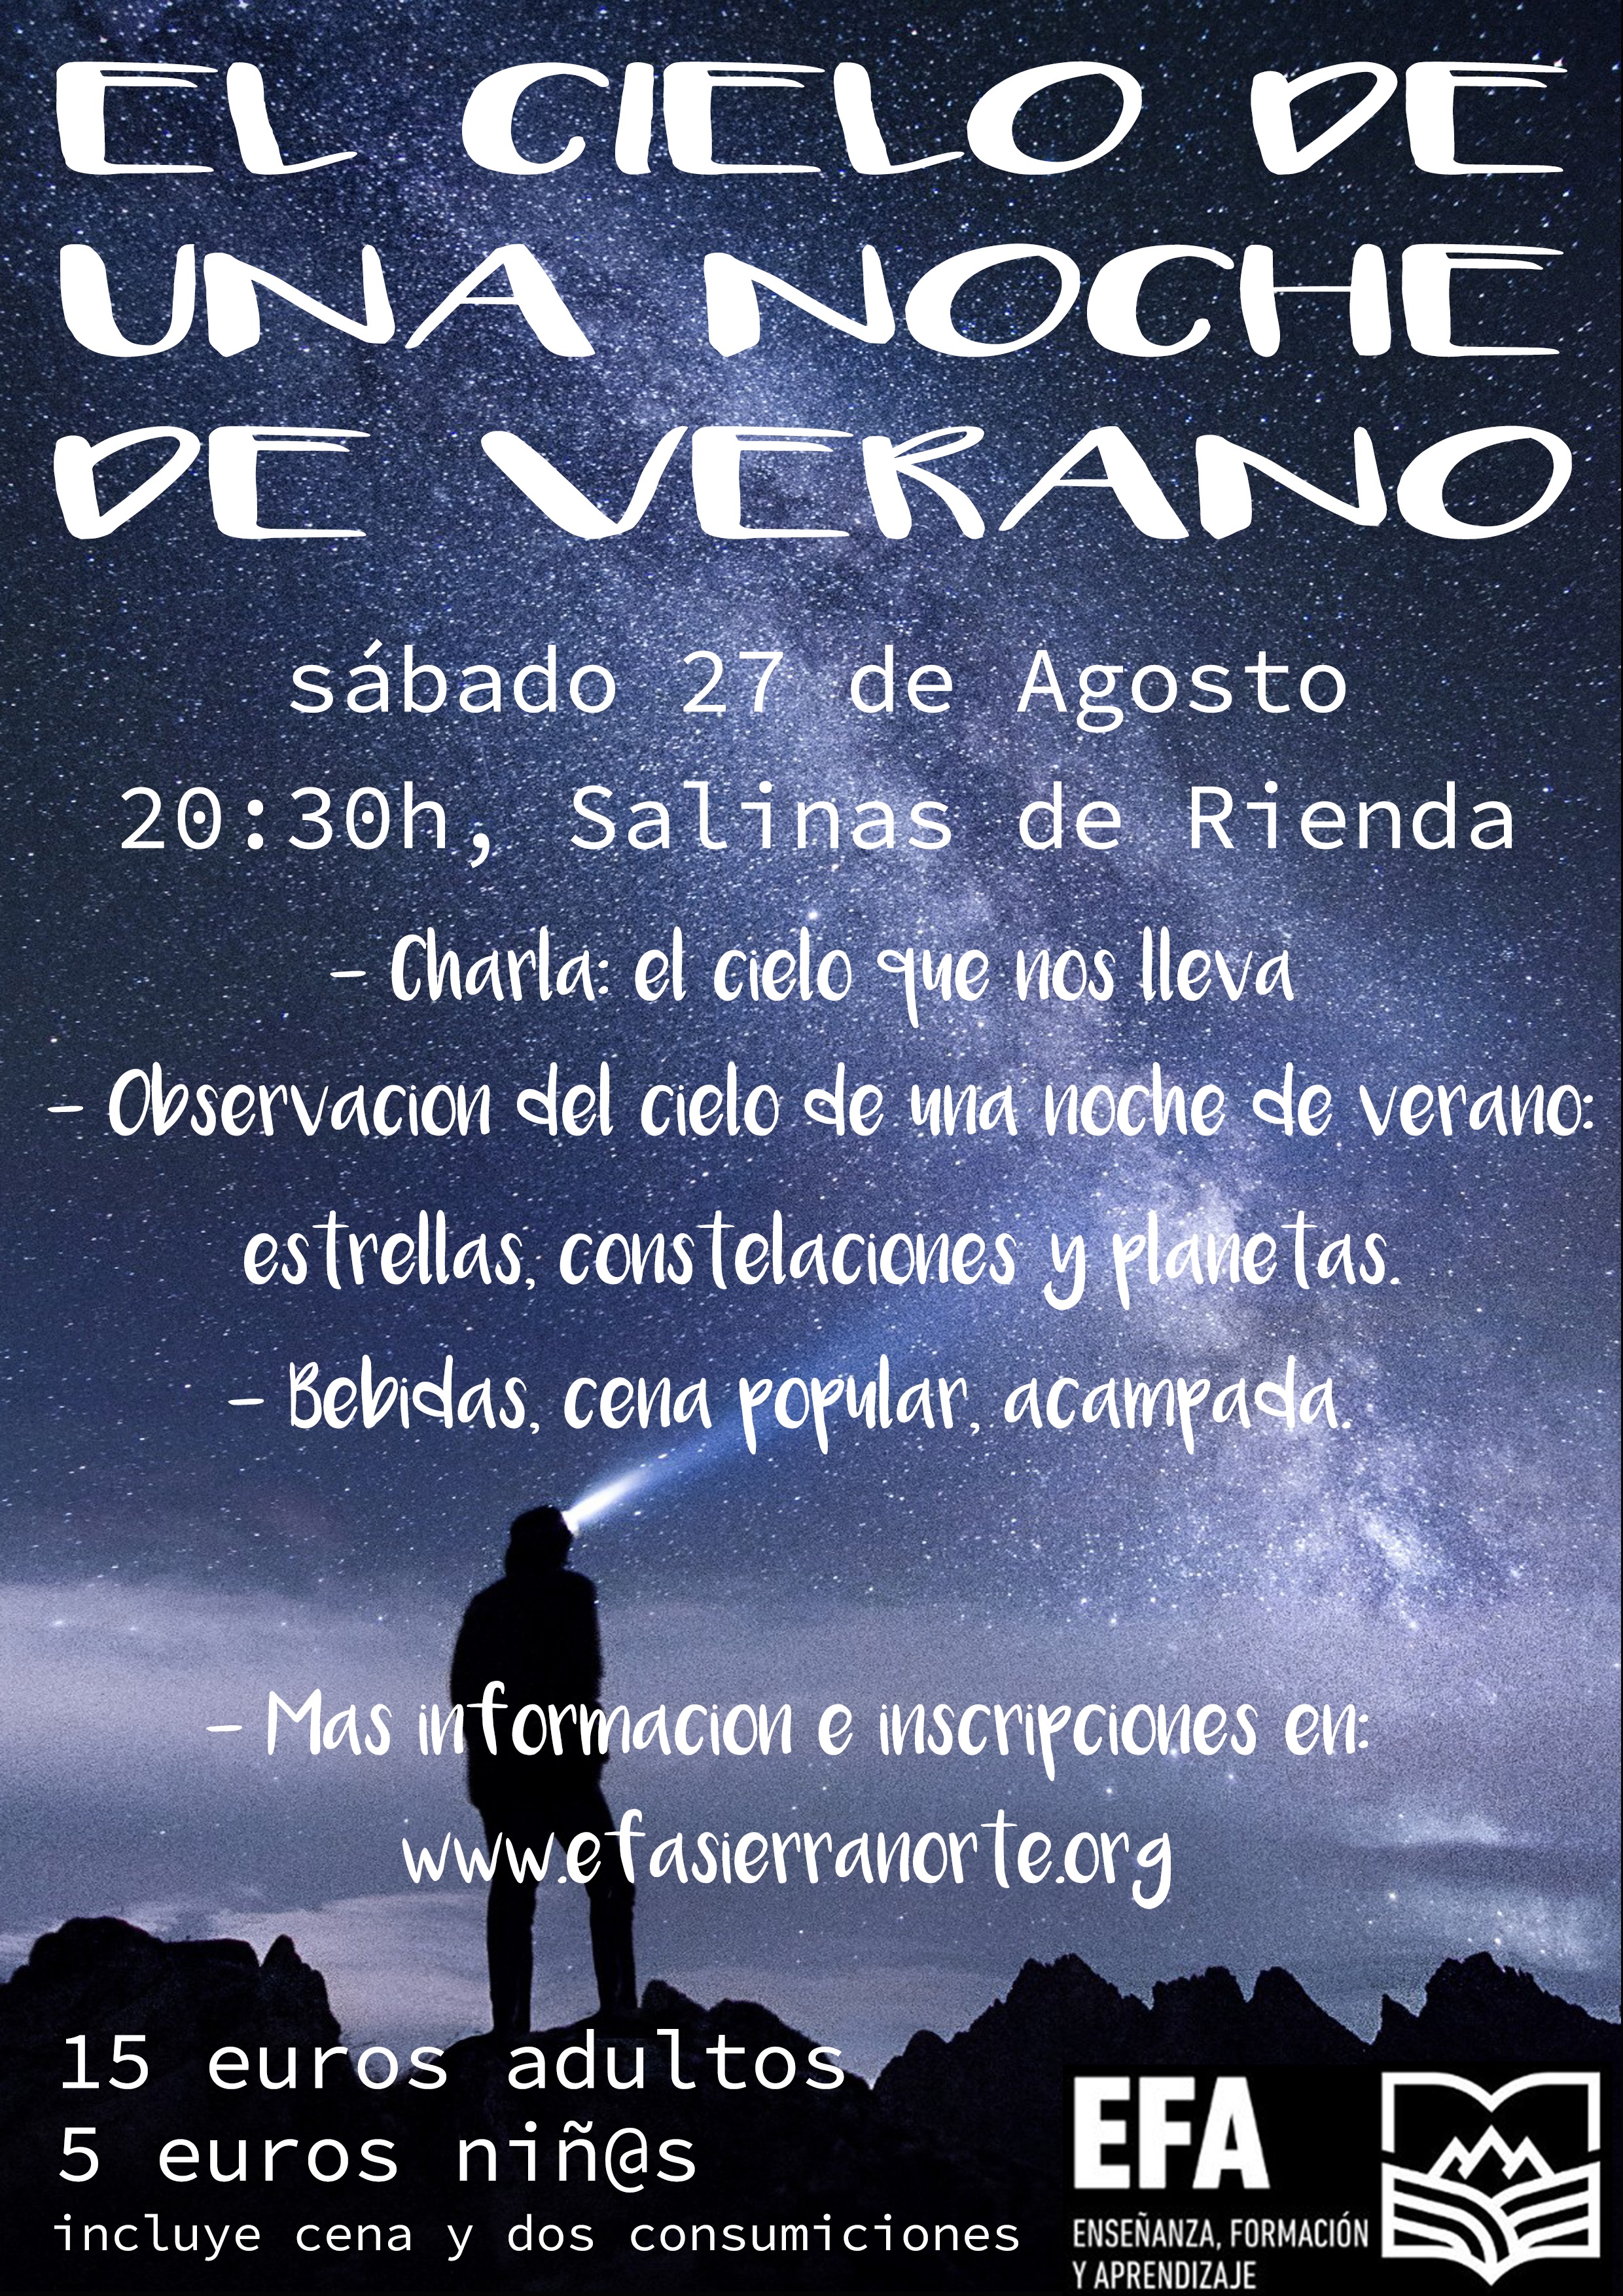 EL CIELO DE
UNA NOCHE
DE VERANO
sábado 27 de Agosto
20:30h, Salinas de Rienda
- Charla: el cielo que nos lleva
- Observacion del cielo de una noche de verano:
estrellas, constelaciones y planetas.
- Bebidas, cena popular, acampada.
- Mas informacion e inscripciones en:
www.efasierranorte.org
15 euros adultos
5 euros niñ@s
incluye cena y dos consumiciones
EFA
ENSEÑANZA, FORMACIÓN
Y APRENDIZAJE